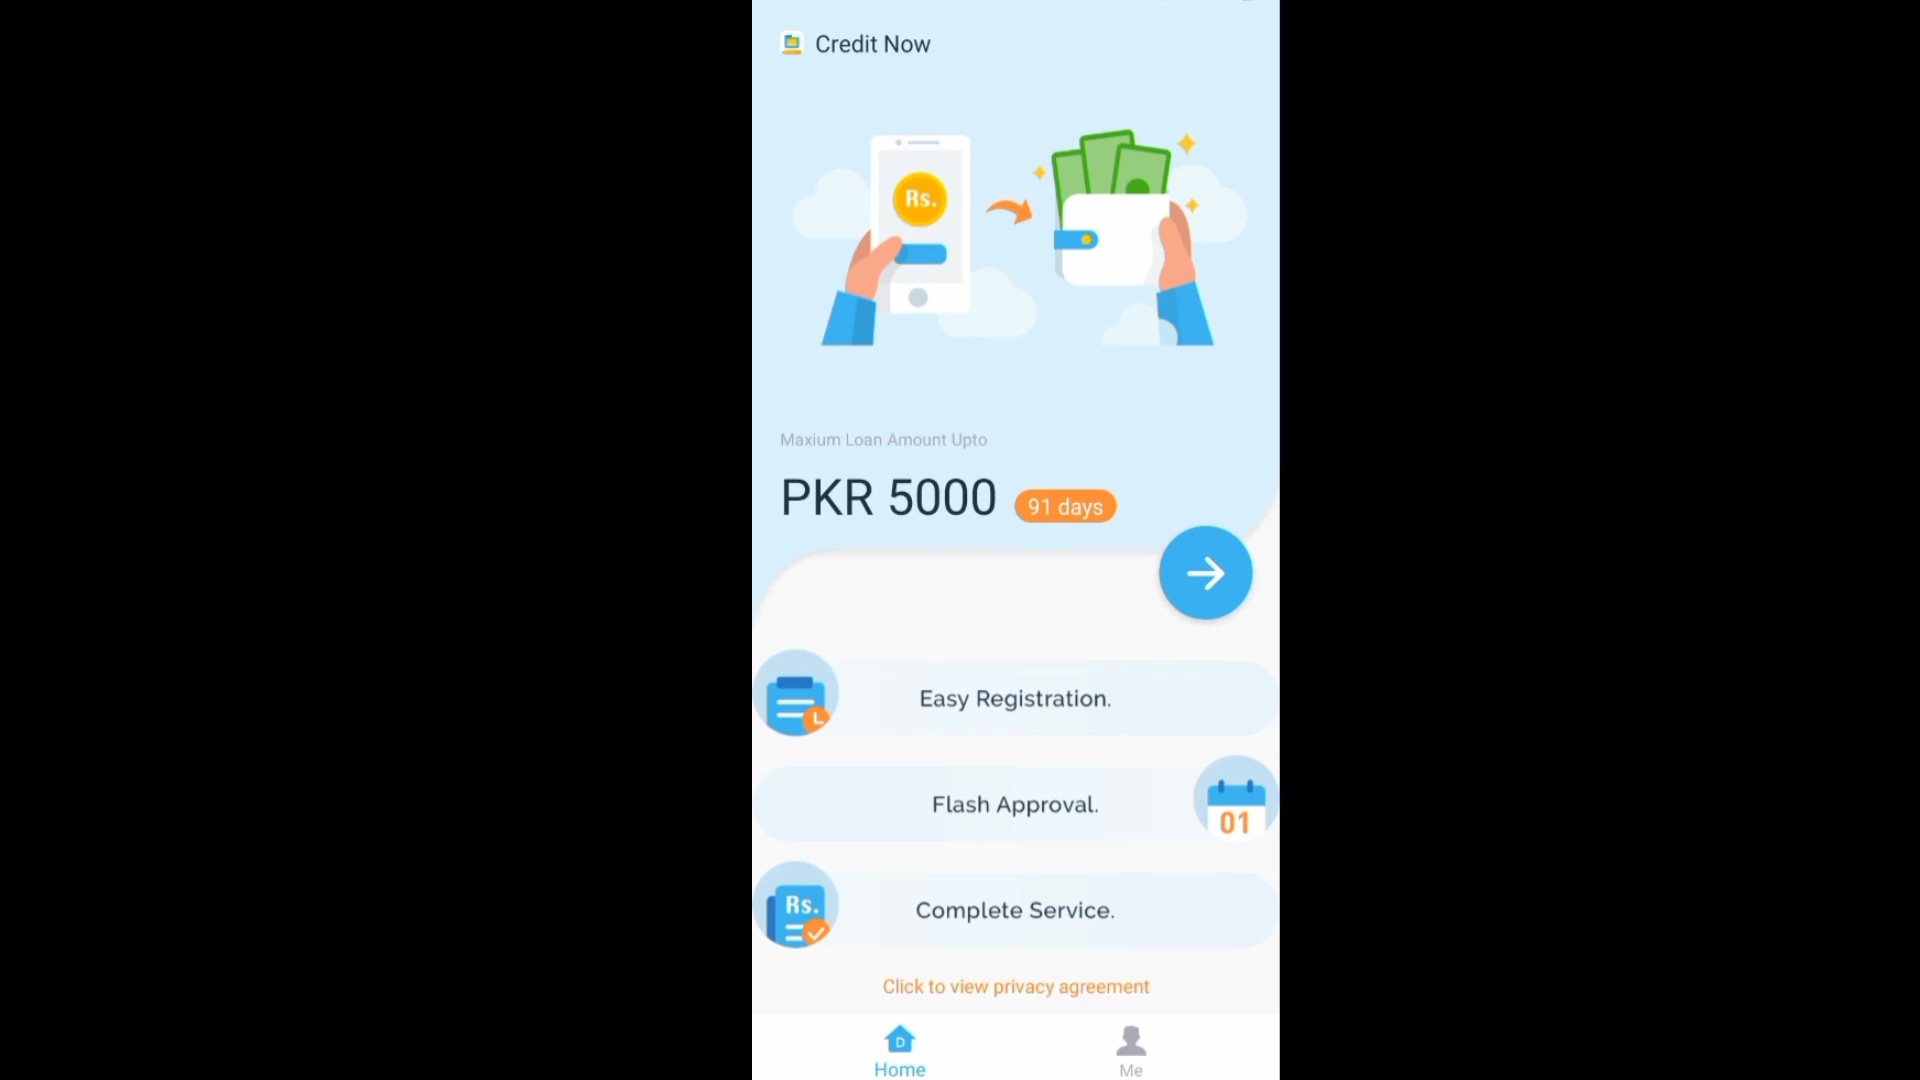 Credit Now
Rs.
Maxium Loan Amount Upto
PKR 5000 91 days
Easy Registration.
Flash Approval.
01
Rs.
Complete Service.
Click to view privacy agreement
D
Home
Me